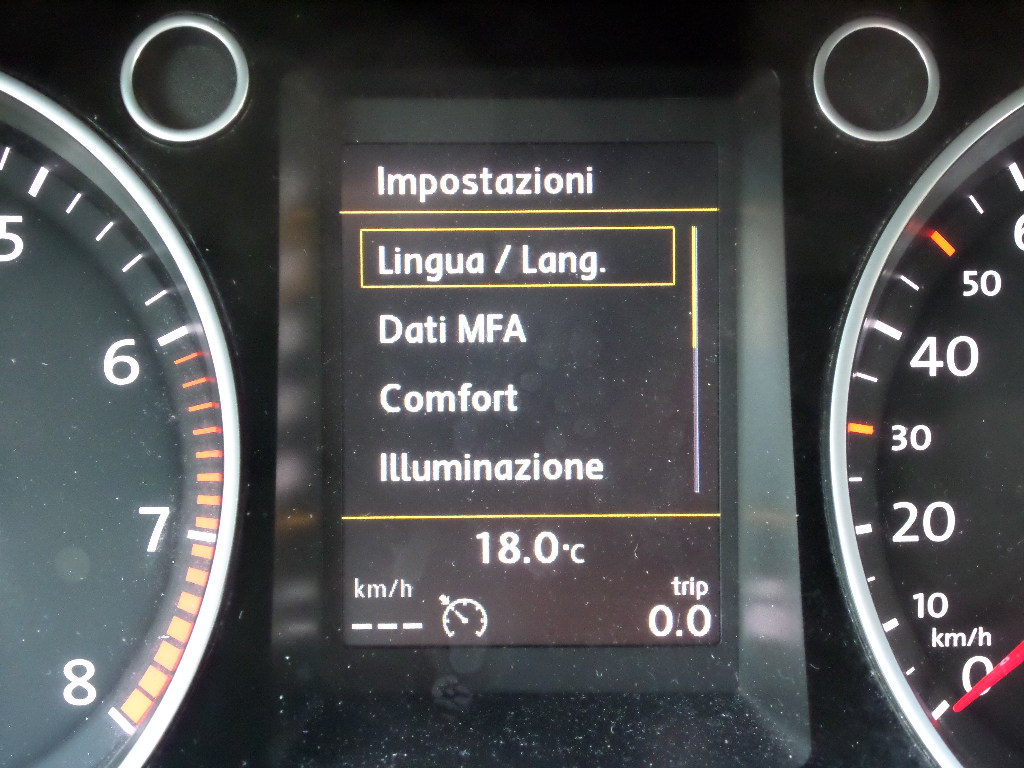 Impostazioni
Lingua / Lang.
Dati MFA
Comfort
Illuminazione
18.0°C
km/h
trip
---
0.0
5
6
7
8
50
40
30
20
10
km/h
0